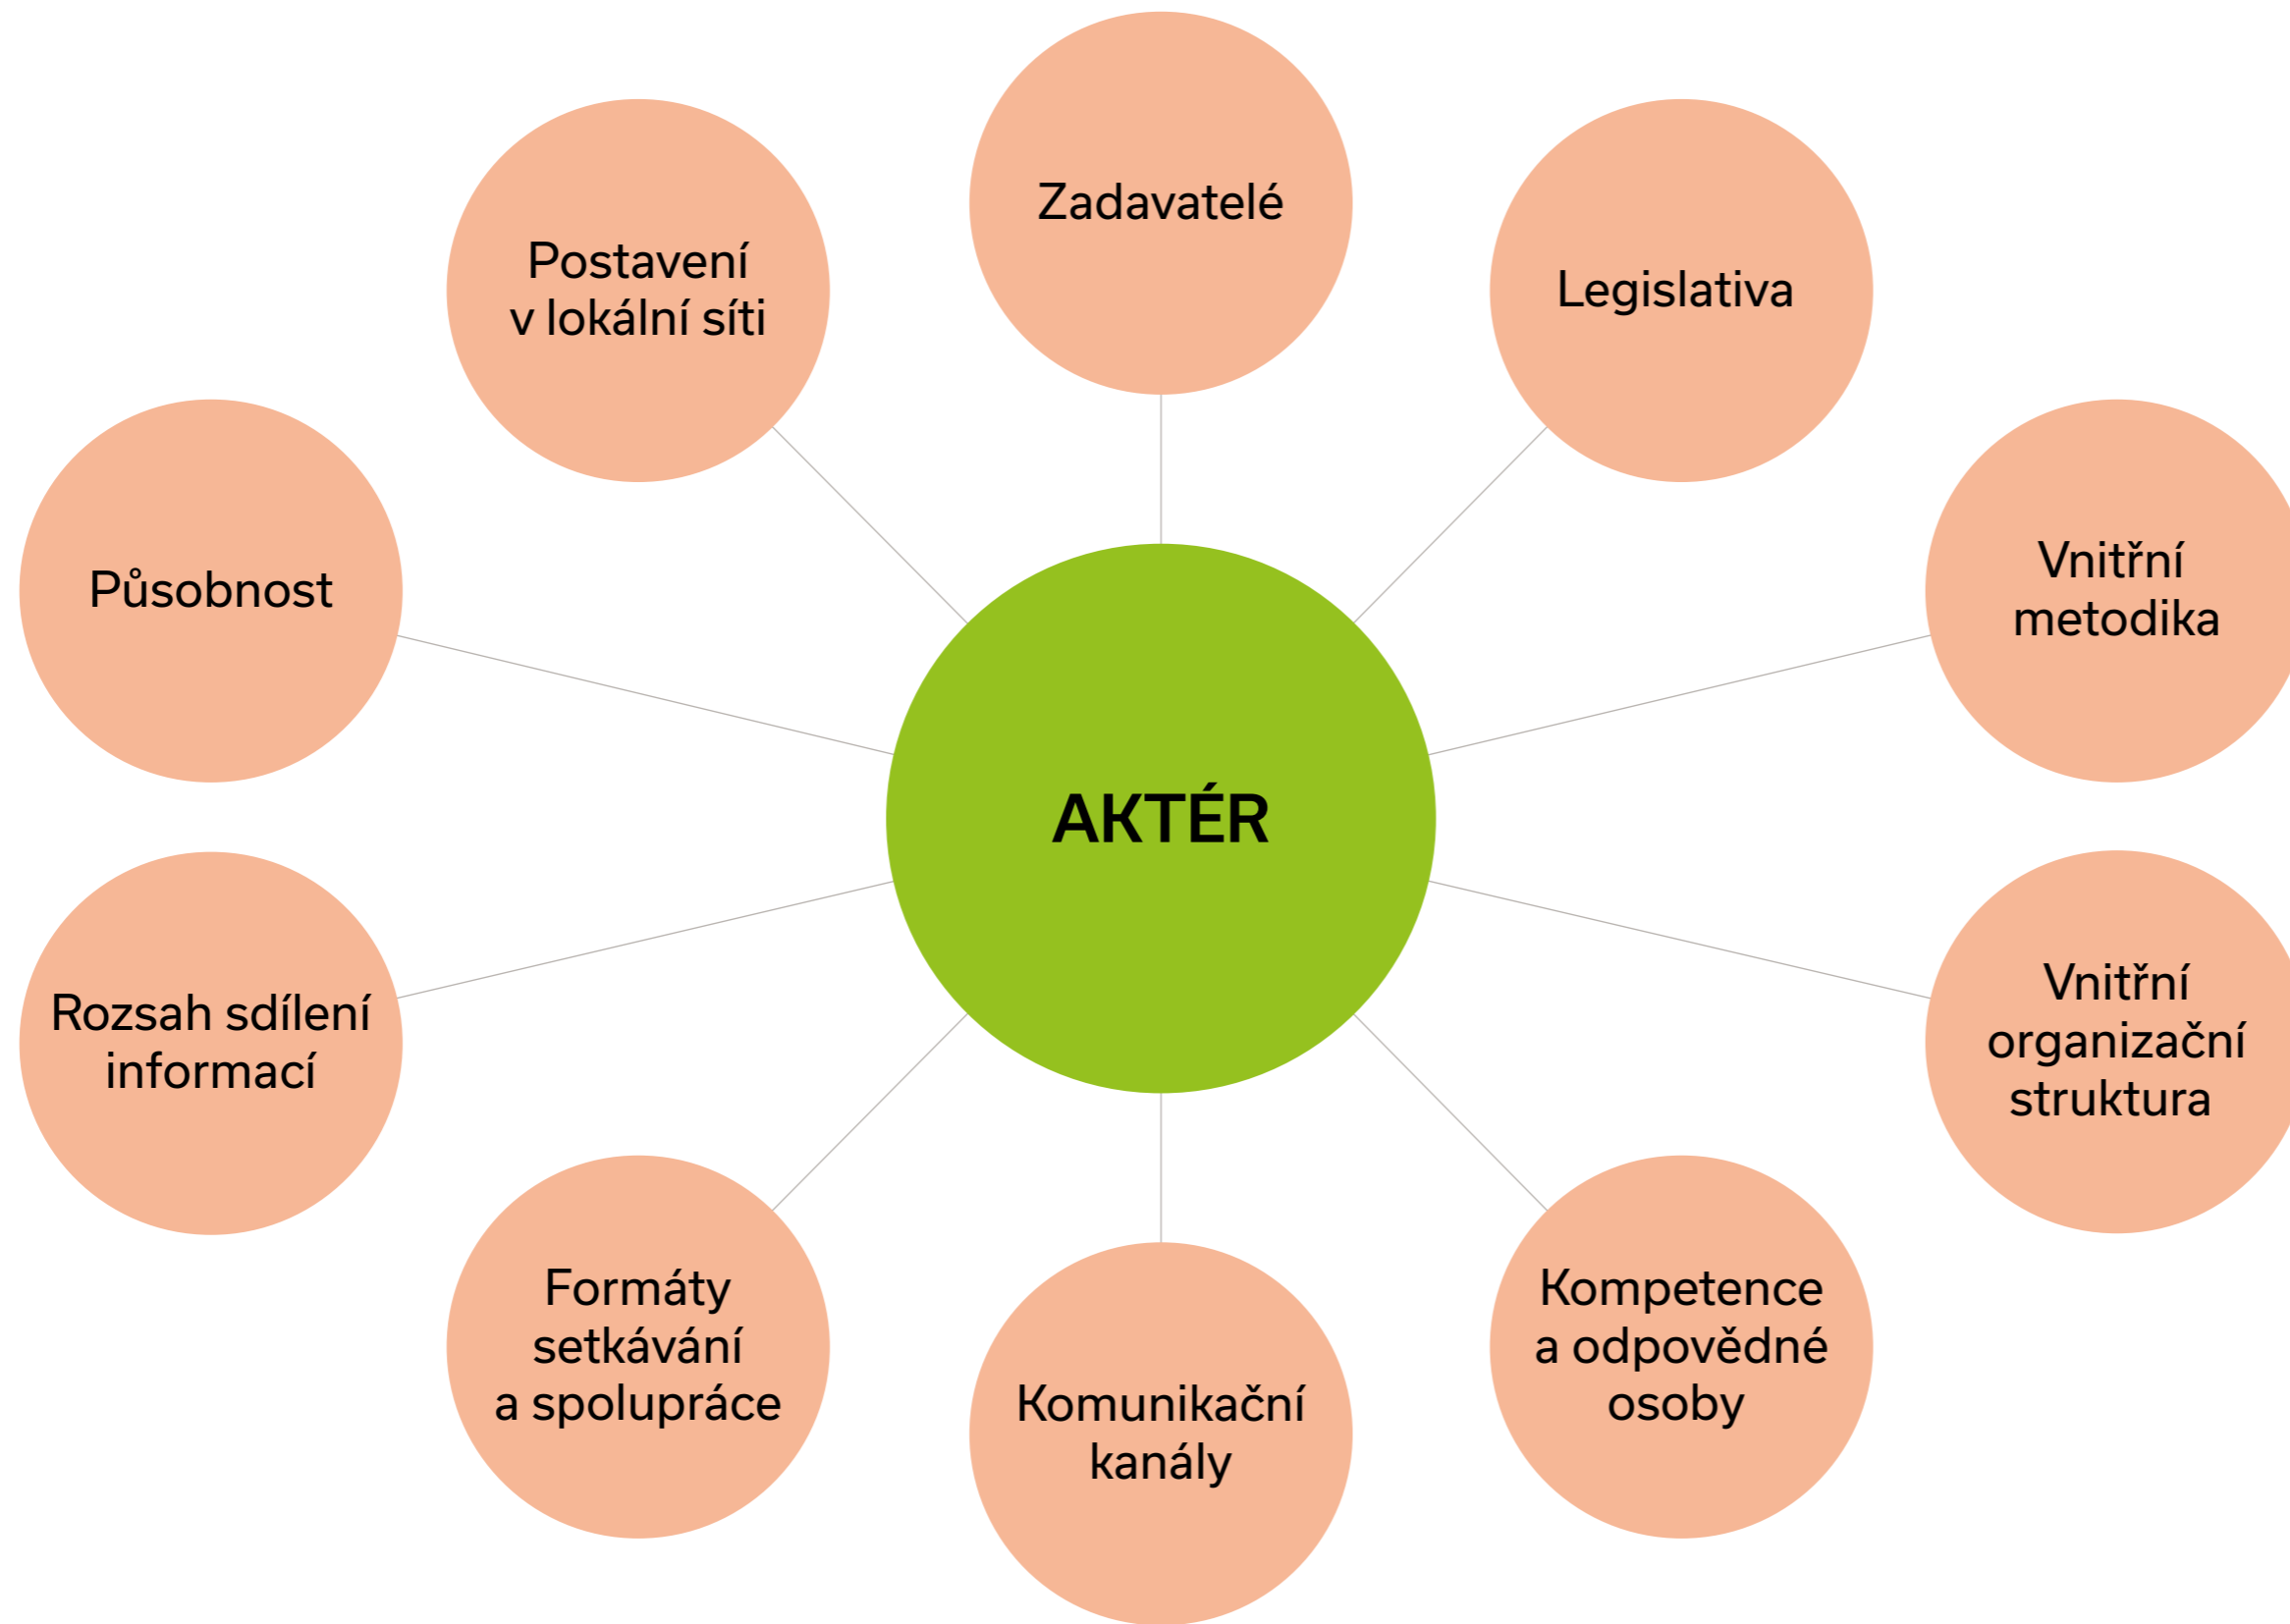 Zadavatelé
Legislativa
Vnitřní
metodika
Vnitřní
organizační
struktura
Kompetence
a odpovědné
osoby
Komunikační
kanály
Formáty
setkávání
a spolupráce
Rozsah sdílení
informací
Působnost
Postavení
v lokální síti
AKTÉR